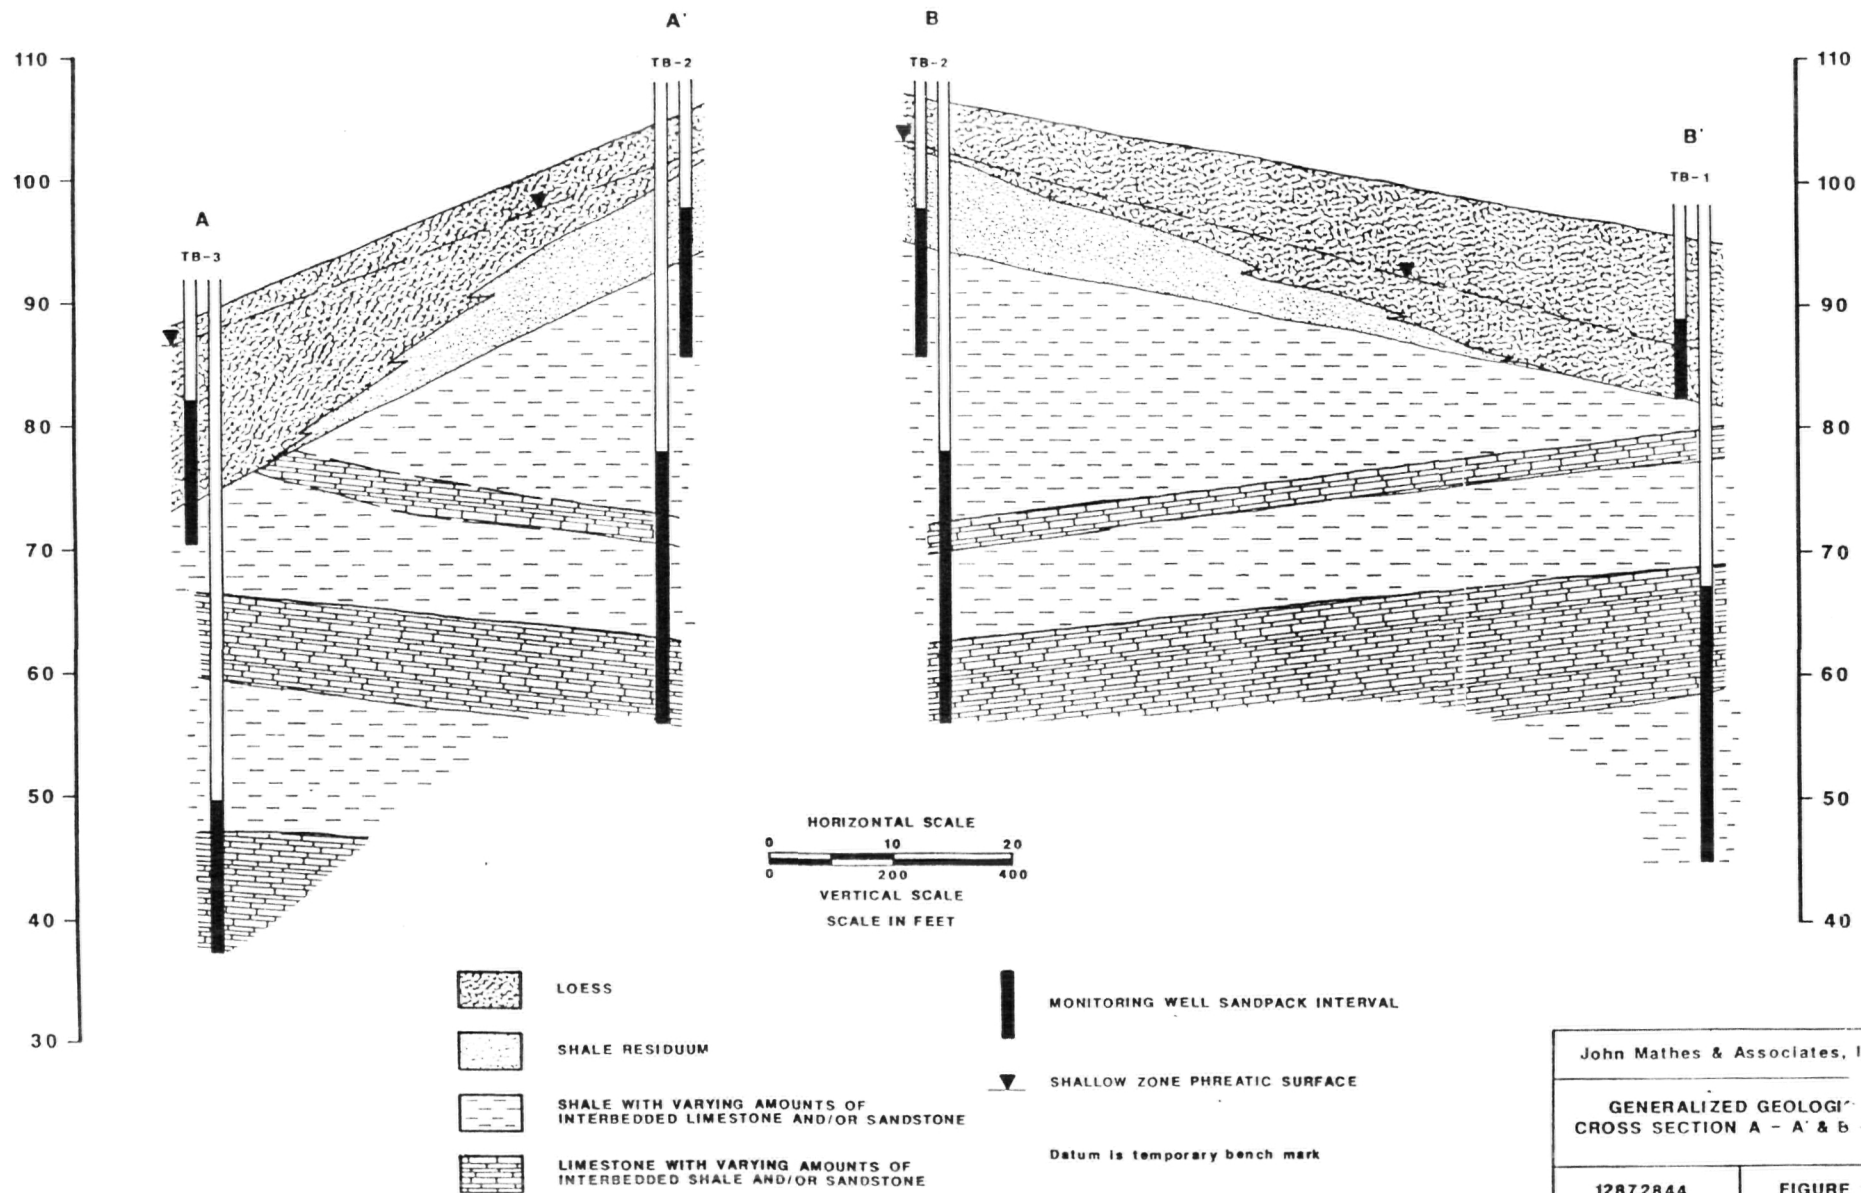 A'
B
110
TB-2
TB-2
110
B'
100
100
TB-1
A
TB-3
90
90
80
80
70
70
60
60
50
50
HORIZONTAL SCALE
0 10 20
0 200 400
VERTICAL SCALE
SCALE IN FEET
40
40
30
LOESS
MONITORING WELL SANDPACK INTERVAL
SHALE RESIDUUM
SHALLOW ZONE PHREATIC SURFACE
SHALE WITH VARYING AMOUNTS OF
INTERBEDDED LIMESTONE AND/OR SANDSTONE
Datum is temporary bench mark
LIMESTONE WITH VARYING AMOUNTS OF
INTERBEDDED SHALE AND/OR SANDSTONE
John Mathes & Associates,
GENERALIZED
CROSS SECTION A - A' & B
12872844
FIGURE